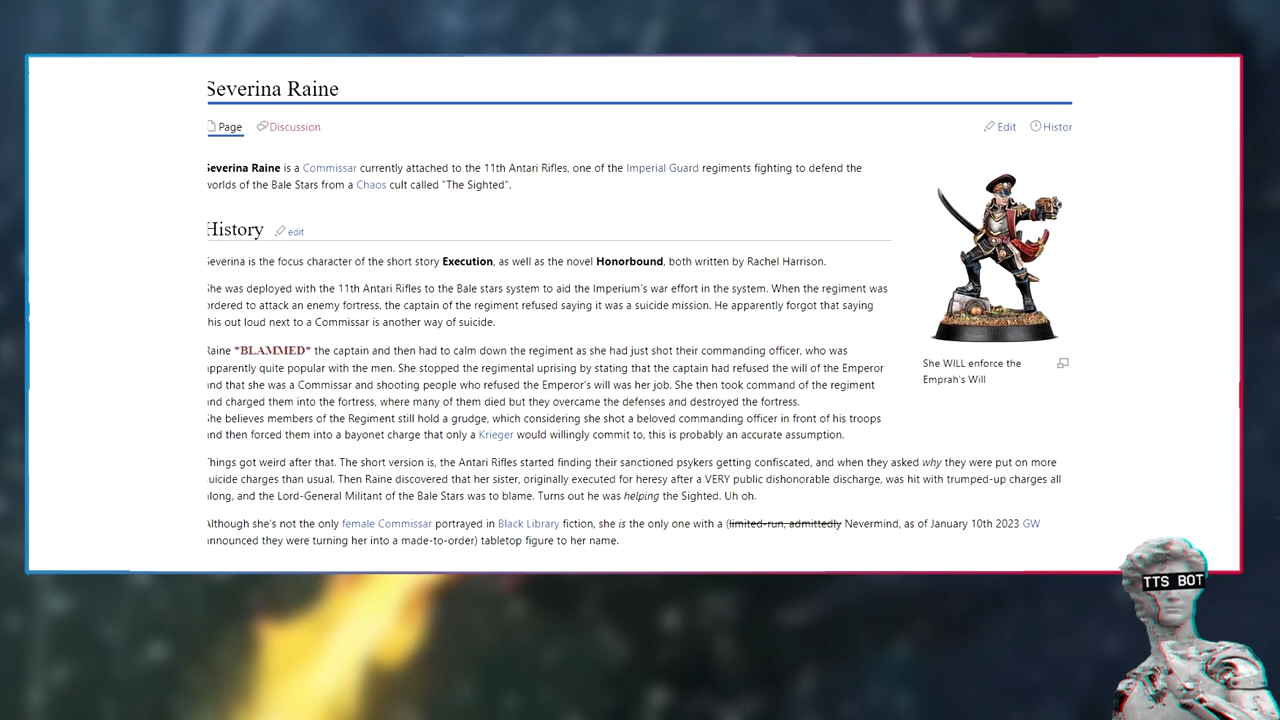 Severina Raine
Page Discussion Edit Histor
Severina Raine is a Commissar currently attached to the 11th Antari Rifles, one of the Imperial Guard regiments fighting to defend the
worlds of the Bale Stars from a Chaos cult called "The Sighted".
History edit
Severina is the focus character of the short story Execution, as well as the novel Honorbound, both written by Rachel Harrison.
She was deployed with the 11th Antari Rifles to the Bale stars system to aid the Imperium's war effort in the system. When the regiment was
ordered to attack an enemy fortress, the captain of the regiment refused saying it was a suicide mission. He apparently forgot that saying
this out loud next to a Commissar is another way of suicide.
Raine *BLAMMED* the captain and then had to calm down the regiment as she had just shot their commanding officer, who was
apparently quite popular with the men. She stopped the regimental uprising by stating that the captain had refused the will of the Emperor
and that she was a Commissar and shooting people who refused the Emperor's will was her job. She then took command of the regiment
and charged them into the fortress, where many of them died but they overcame the defenses and destroyed the fortress.
She believes members of the Regiment still hold a grudge, which considering she shot a beloved commanding officer in front of his troops
and then forced them into a bayonet charge that only a Krieger would willingly commit to, this is probably an accurate assumption.
Things got weird after that. The short version is, the Antari Rifles started finding their sanctioned psykers getting confiscated, and when they asked why they were put on more
suicide charges than usual. Then Raine discovered that her sister, originally executed for heresy after a VERY public dishonorable discharge, was hit with trumped-up charges all
along, and the Lord-General Militant of the Bale Stars was to blame. Turns out he was helping the Sighted. Uh oh.
Although she's not the only female Commissar portrayed in Black Library fiction, she is the only one with a (limited-run, admittedly Nevermind, as of January 10th 2023 GW
announced they were turning her into a made-to-order) tabletop figure to her name.
She WILL enforce the
Emprah's Will
TTS BOT